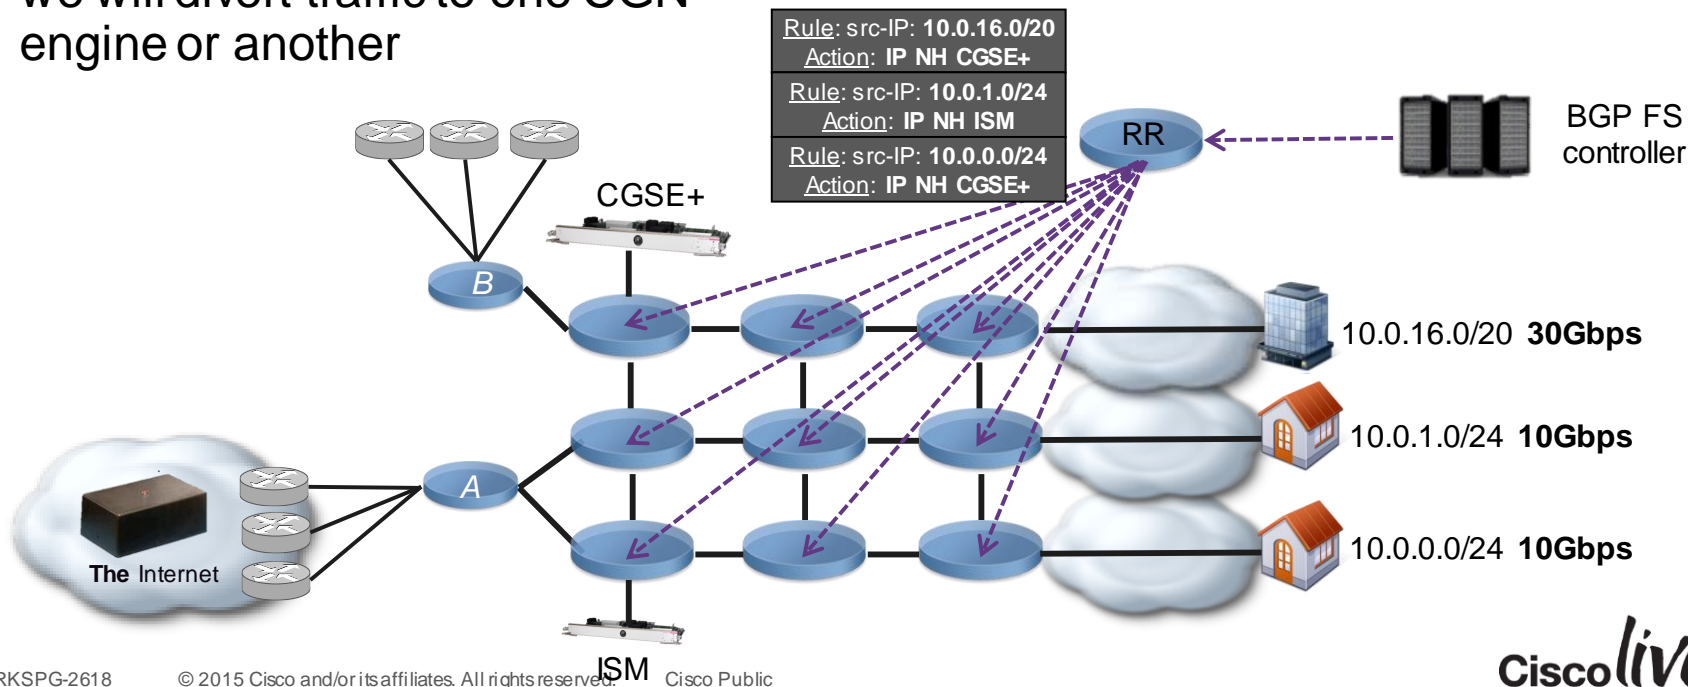 engine or another
Rule: src-IP: 10.0.16.0/20
Action: IP NH CGSE+
Rule: src-IP: 10.0.1.0/24
Action: IP NH ISM
Rule: src-IP: 10.0.0.0/24
Action: IP NH CGSE+
RR
BGP FS
controller
CGSE+
B
10.0.16.0/20 30Gbps
10.0.1.0/24 10Gbps
A
10.0.0.0/24 10Gbps
The Internet
ISM
RKSPG-2618 © 2015 Cisco and/or its affiliates. All rights reserved. Cisco Public
Cisco